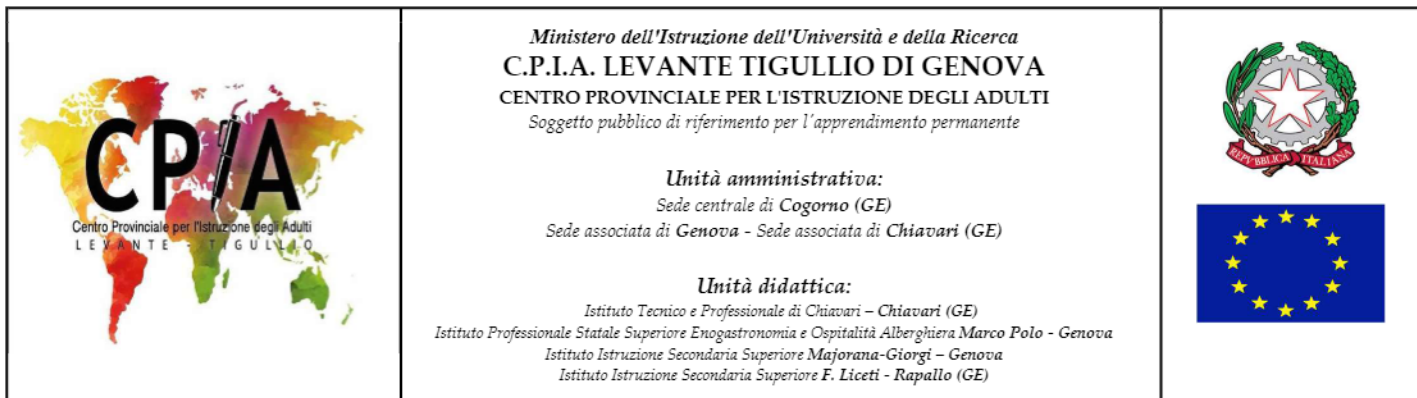 CPIA
Centro Provinciale per l'Istruzione degli Adulti
LEVANTE - TIGULLIO
Ministero dell'Istruzione dell'Università e della Ricerca
C.P.I.A. LEVANTE TIGULLIO DI GENOVA
CENTRO PROVINCIALE PER L'ISTRUZIONE DEGLI ADULTI
Soggetto pubblico di riferimento per l'apprendimento permanente
Unità amministrativa:
Sede centrale di Cogorno (GE)
Sede associata di Genova - Sede associata di Chiavari (GE)
Unità didattica:
Istituto Tecnico e Professionale di Chiavari – Chiavari (GE)
Istituto Professionale Statale Superiore Enogastronomia e Ospitalità Alberghiera Marco Polo - Genova
Istituto Istruzione Secondaria Superiore Majorana-Giorgi – Genova
Istituto Istruzione Secondaria Superiore F. Liceti - Rapallo (GE)
REPVBBLICA ITALIANA